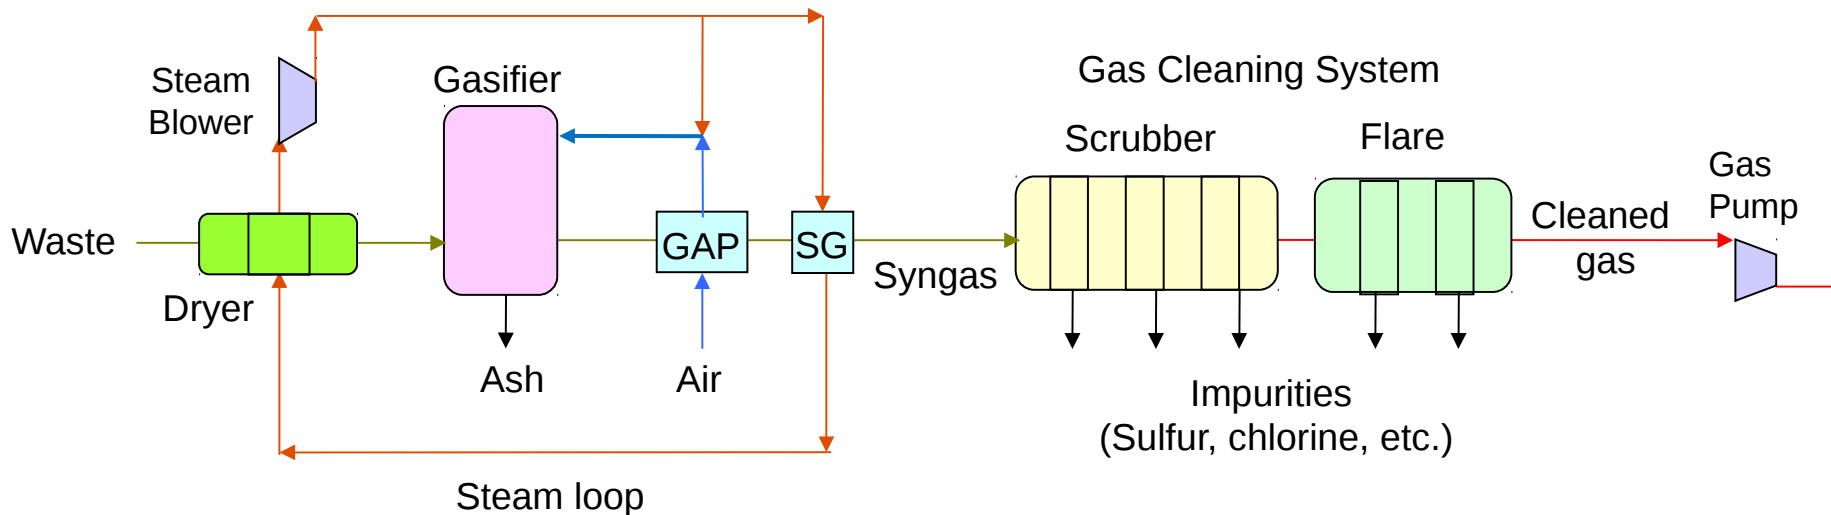 Steam
Blower
Gasifier
Gas Cleaning System
Scrubber
Flare
Gas
Pump
Waste
GAP
SG
Syngas
Cleaned
gas
Dryer
Ash
Air
Impurities
(Sulfur, chlorine, etc.)
Steam loop